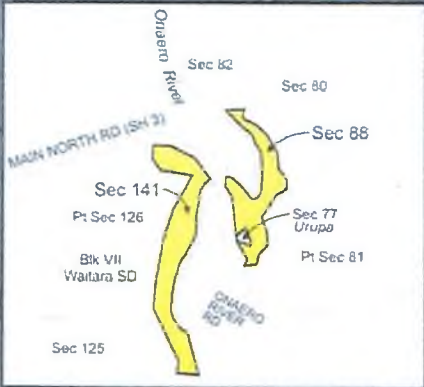 Onaero River
Sec 82
Sec 80
MAIN NORTH RD (SH 3)
Sec 88
Sec 141
Pt Sec 126
Sec 77
Urupa
Blk VII
Waitara SD
Pt Sec 81
ONAERO
RIVER
RD
Sec 125